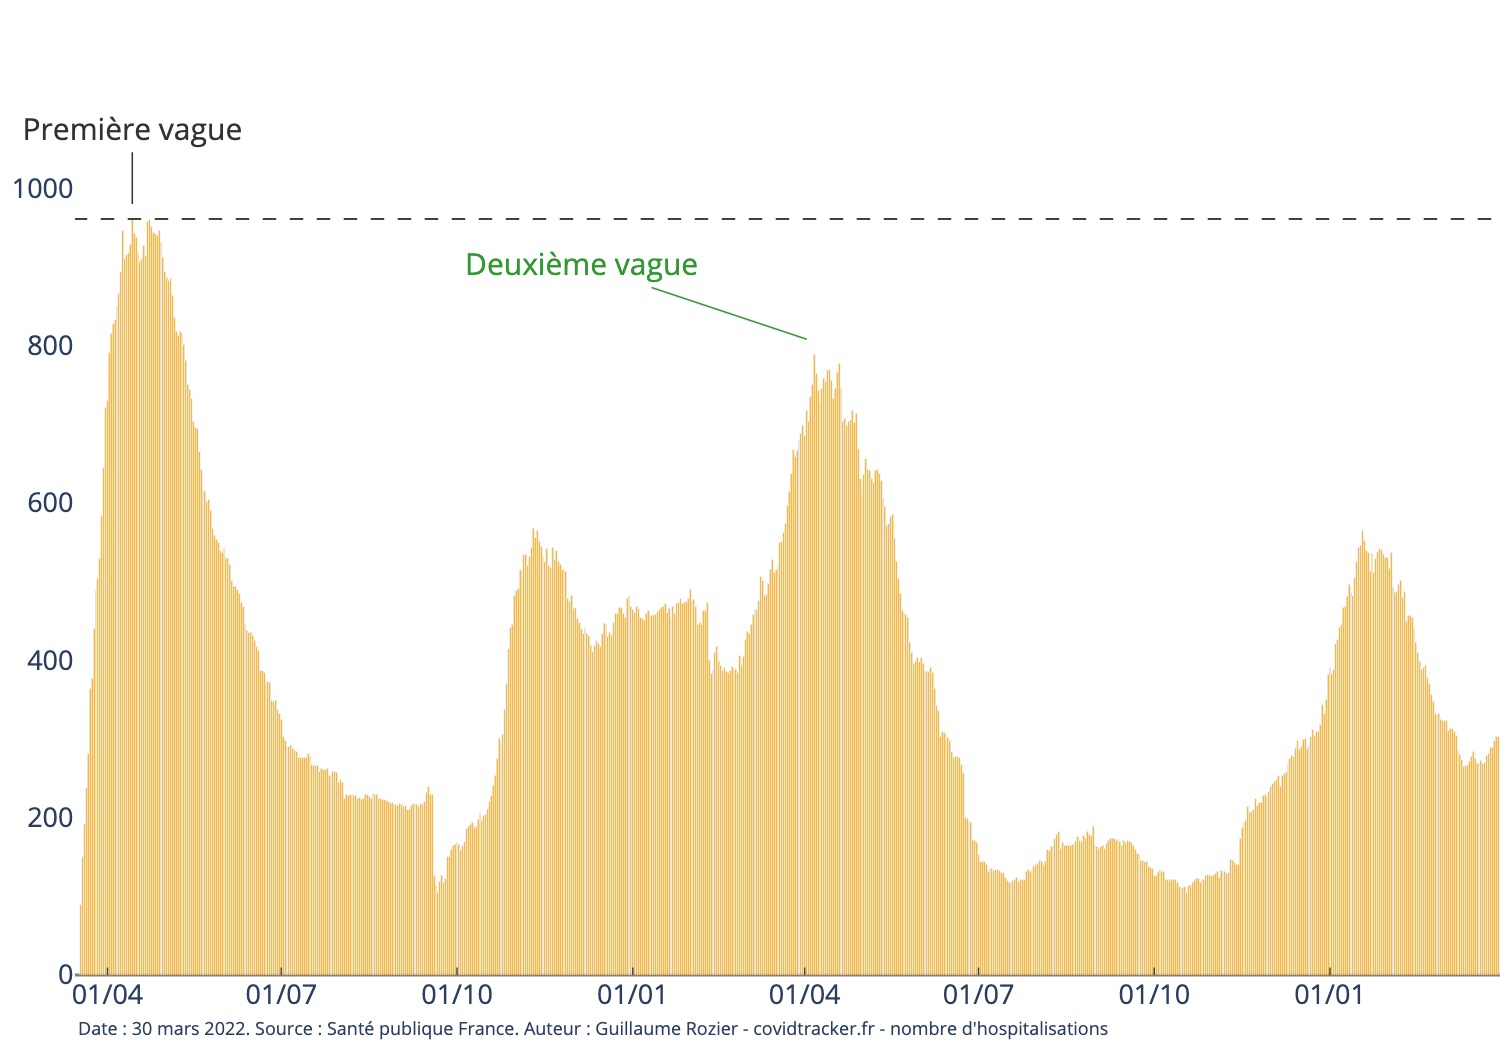 Première vague
1000
Deuxième vague
800
600
400
200
0
01/04 01/07 01/10 01/01 01/04 01/07 01/10 01/01
Date : 30 mars 2022. Source : Santé publique France. Auteur : Guillaume Rozier - covidtracker.fr - nombre d'hospitalisations